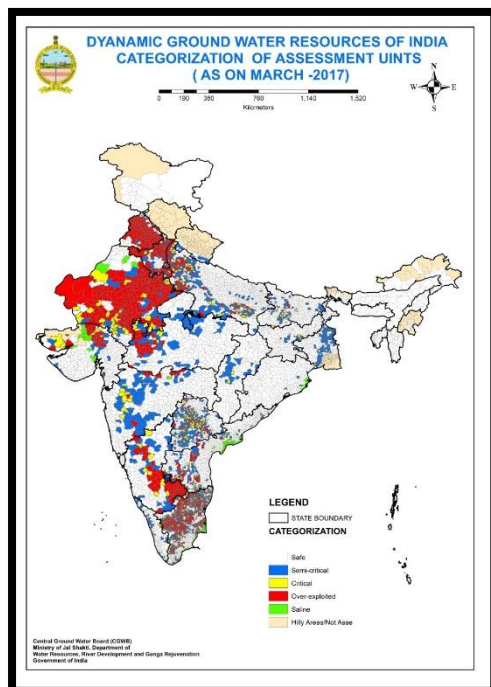 DYANAMIC GROUND WATER RESOURCES OF INDIA
CATEGORIZATION OF ASSESSMENT UINTS
( AS ON MARCH -2017)
N
W E
S
0 190 380 760 1,140 1,520
Kilometers
LEGEND
STATE BOUNDARY
CATEGORIZATION
Safe
Semi-critical
Critical
Over-exploited
Saline
Hilly Areas/Not Asse
Central Ground Water Board (CGWB)
Ministry of Jal Shakti, Department of
Water Resources, River Development and Ganga Rejuvenation
Government of India